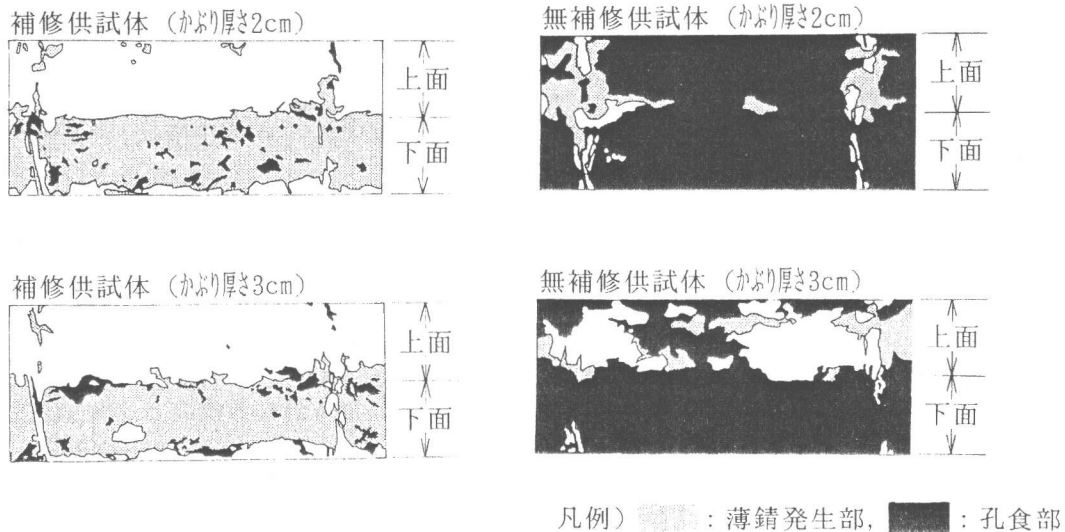 補修供試体 (かぶり厚さ2cm)
上面
下面
無補修供試体 (かぶり厚さ2cm)
上面
下面
補修供試体 (かぶり厚さ3cm)
上面
下面
無補修供試体 (かぶり厚さ3cm)
上面
下面
凡例) : 薄錆発生部, : 孔食部